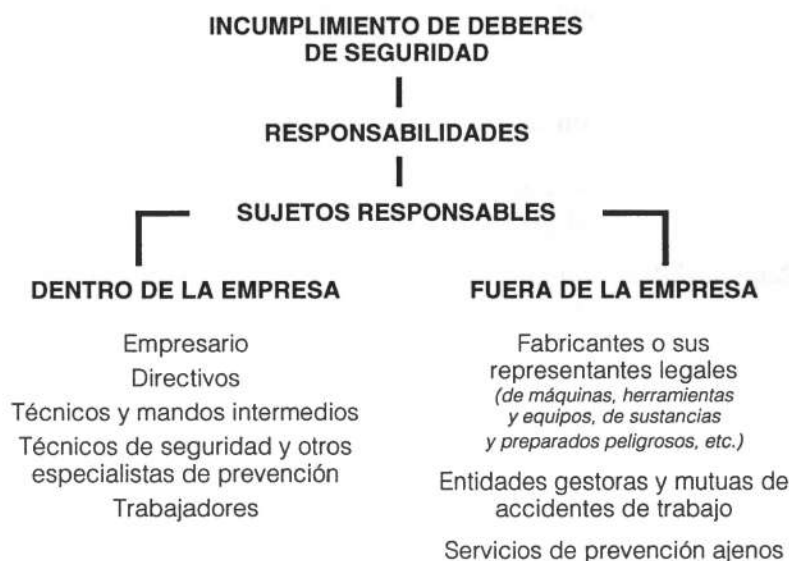 INCUMPLIMIENTO DE DEBERES
DE SEGURIDAD
RESPONSABILIDADES
SUJETOS RESPONSABLES
DENTRO DE LA EMPRESA
Empresario
Directivos
Técnicos y mandos intermedios
Técnicos de seguridad y otros
especialistas de prevención
Trabajadores
FUERA DE LA EMPRESA
Fabricantes o sus
representantes legales
(de máquinas, herramientas
y equipos, de sustancias
y preparados peligrosos, etc.)
Entidades gestoras y mutuas de
accidentes de trabajo
Servicios de prevención ajenos